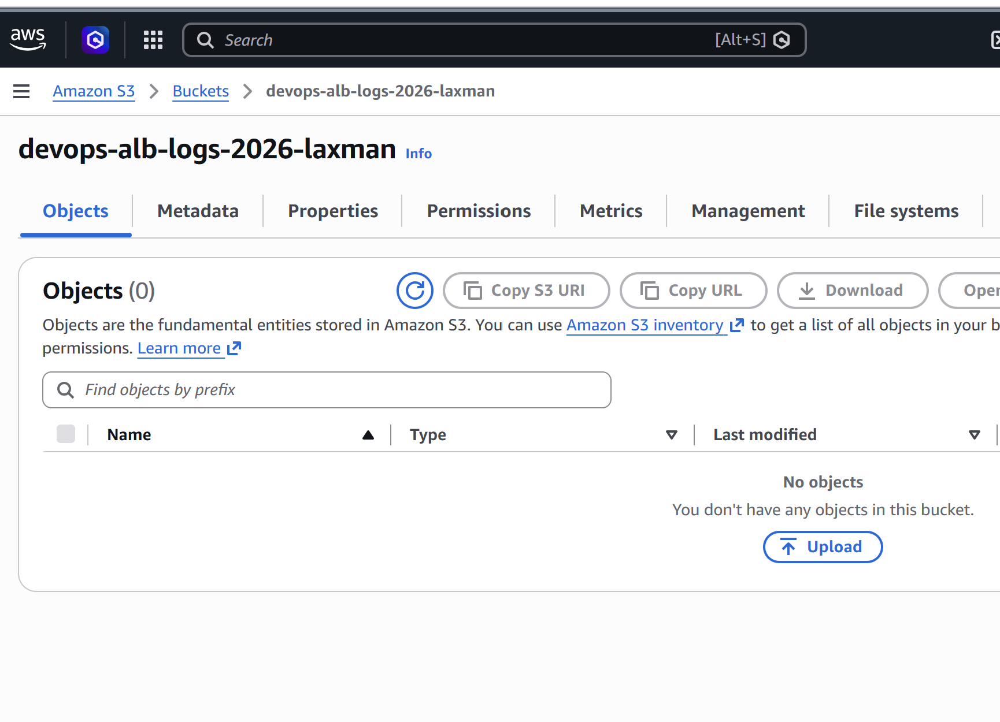 aws
Search [Alt+S]
Amazon S3 Buckets devops-alb-logs-2026-laxman
devops-alb-logs-2026-laxman Info
Objects Metadata Properties Permissions Metrics Management File systems
Objects (0) Copy S3 URI Copy URL Download Open
Objects are the fundamental entities stored in Amazon S3. You can use Amazon S3 inventory to get a list of all objects in your b
permissions. Learn more
Find objects by prefix
Name Type Last modified
No objects
You don't have any objects in this bucket.
Upload